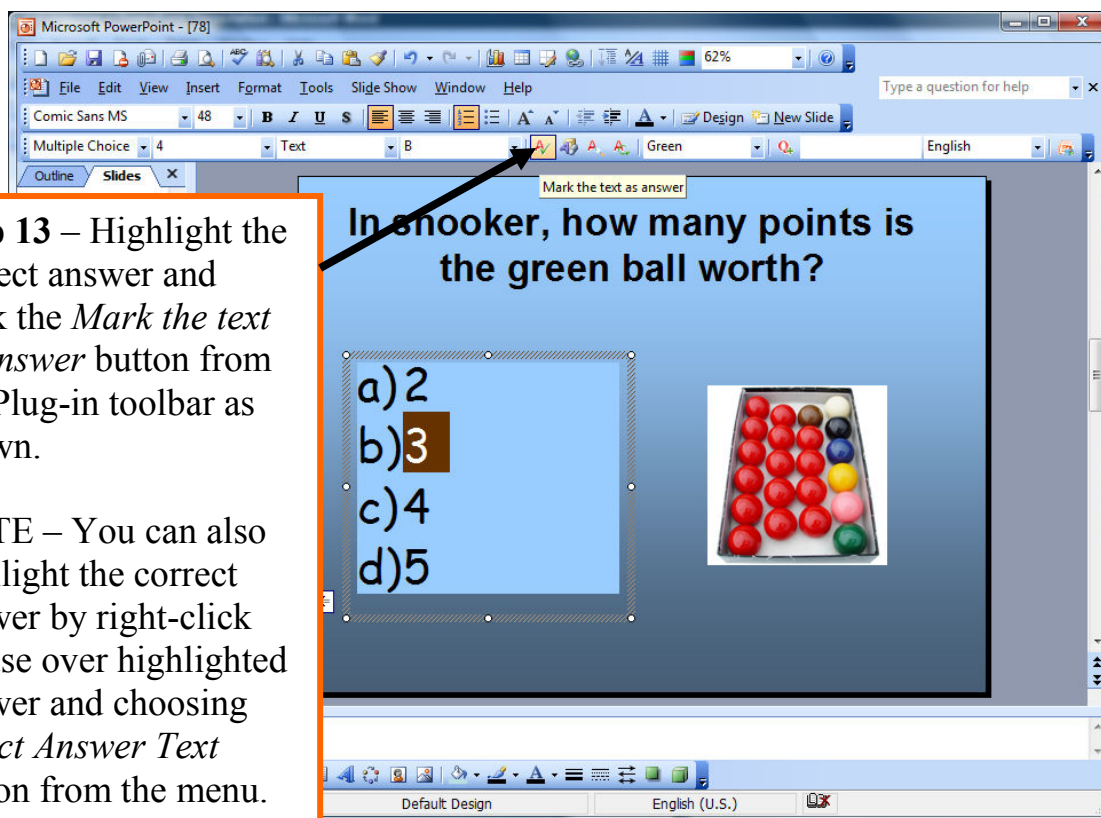 Microsoft PowerPoint - [78]
62%
File Edit View Insert Format Tools Slide Show Window Help
Type a question for help
Comic Sans MS 48 B I U S Design New Slide
Multiple Choice 4 Text B Green English
Outline Slides
Mark the text as answer
In snooker, how many points is
the green ball worth?
a) 2
b) 3
c) 4
d) 5
13 – Highlight the
ect answer and
k the Mark the text
nswer button from
Plug-in toolbar as
wn.
TE – You can also
light the correct
wer by right-click
se over highlighted
wer and choosing
ct Answer Text
on from the menu.
Default Design English (U.S.)